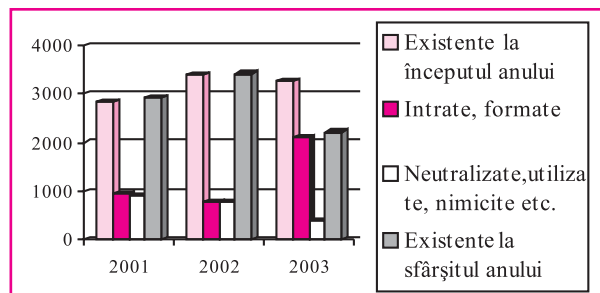 4000
3000
2000
1000
0
2001
2002
2003
Existente la
începutul anului
Intrate, formate
Neutralizate,utiliza
te, nimicite etc.
Existente la
sfârşitul anului